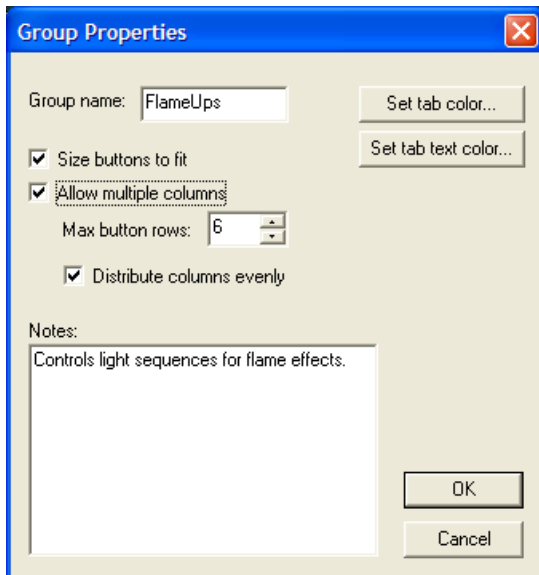 Group Properties
Group name: FlameUps
Set tab color...
Set tab text color...
Size buttons to fit
Allow multiple columns
Max button rows: 6
Distribute columns evenly
Notes:
Controls light sequences for flame effects.
OK
Cancel